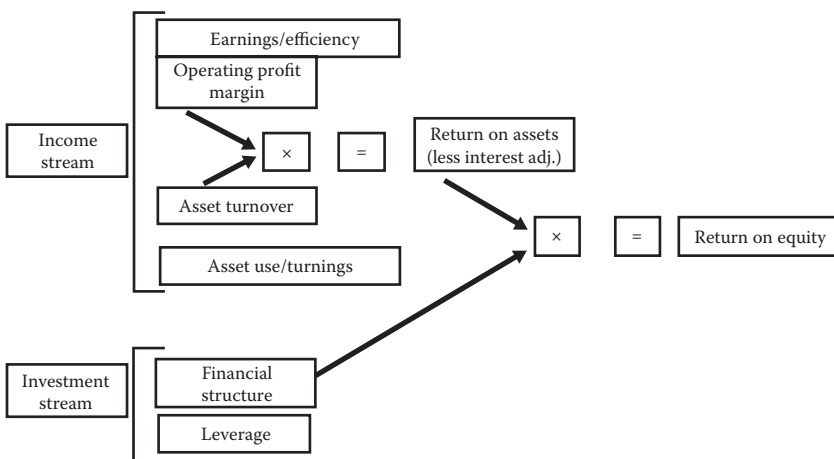 Earnings/efficiency
Operating profit
margin
Income
stream
×
=
Return on assets
(less interest adj.)
Asset turnover
×
=
Return on equity
Asset use/turnings
Investment
stream
Financial
structure
Leverage